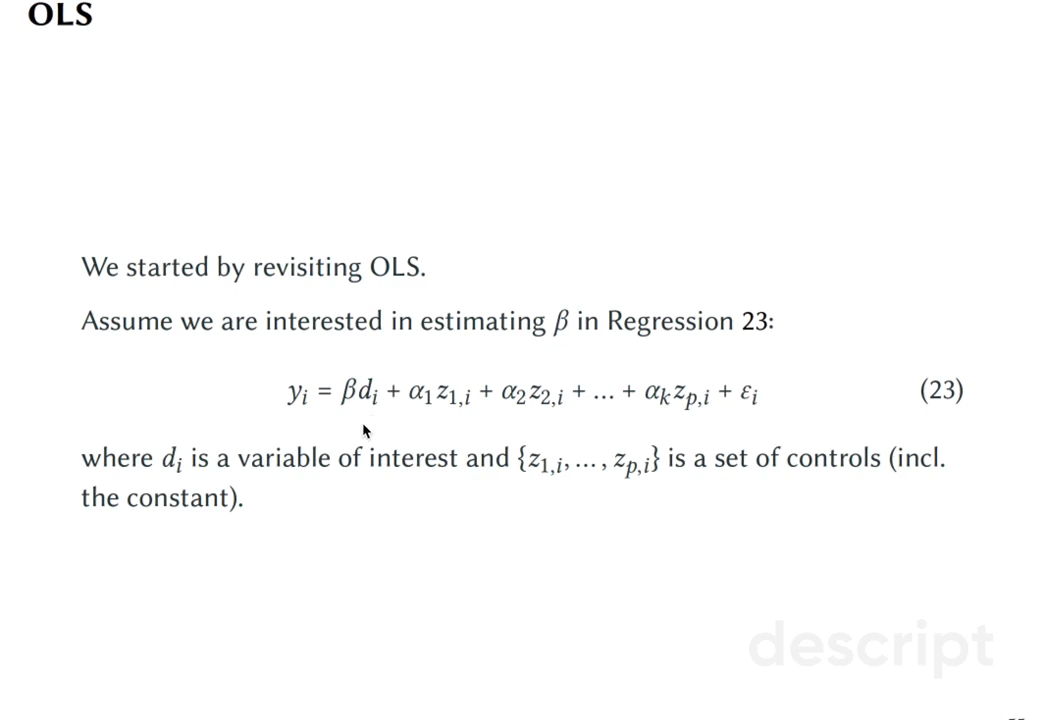 OLS
We started by revisiting OLS.
Assume we are interested in estimating β in Regression 23:
yᵢ = βdᵢ + α₁z₁,ᵢ + α₂z₂,ᵢ + ... + αₖzₚ,ᵢ + εᵢ (23)
where dᵢ is a variable of interest and {z₁,ᵢ, ... , zₚ,ᵢ} is a set of controls (incl.
the constant).
descript